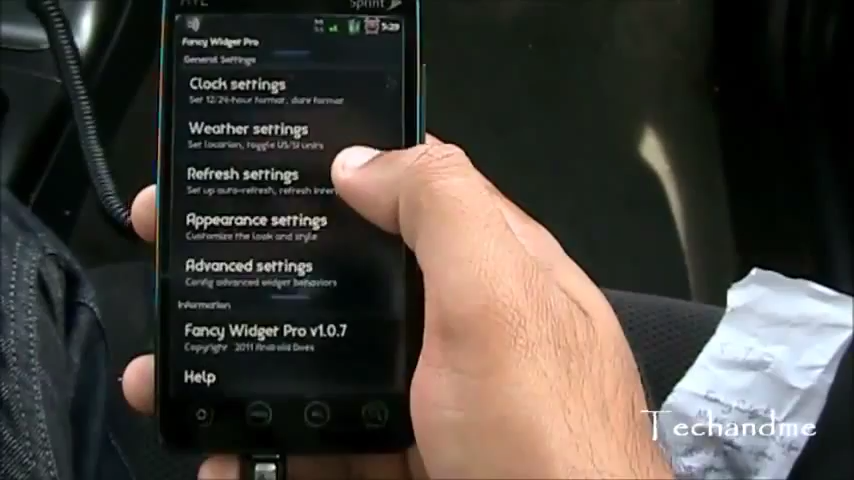 Sprint
5:29
Fancy Widget Pro
General Settings
Clock settings
Set 12/24-hour format, date format
Weather settings
Set location, toggle US/SI units
Refresh settings
Set up auto-refresh, refresh
Appearance settings
Customize the look and style
Advanced settings
Config advanced widget behaviors
Information
Fancy Widget Pro v1.0.7
Copyright 2011 Android Does
Help
Techandme